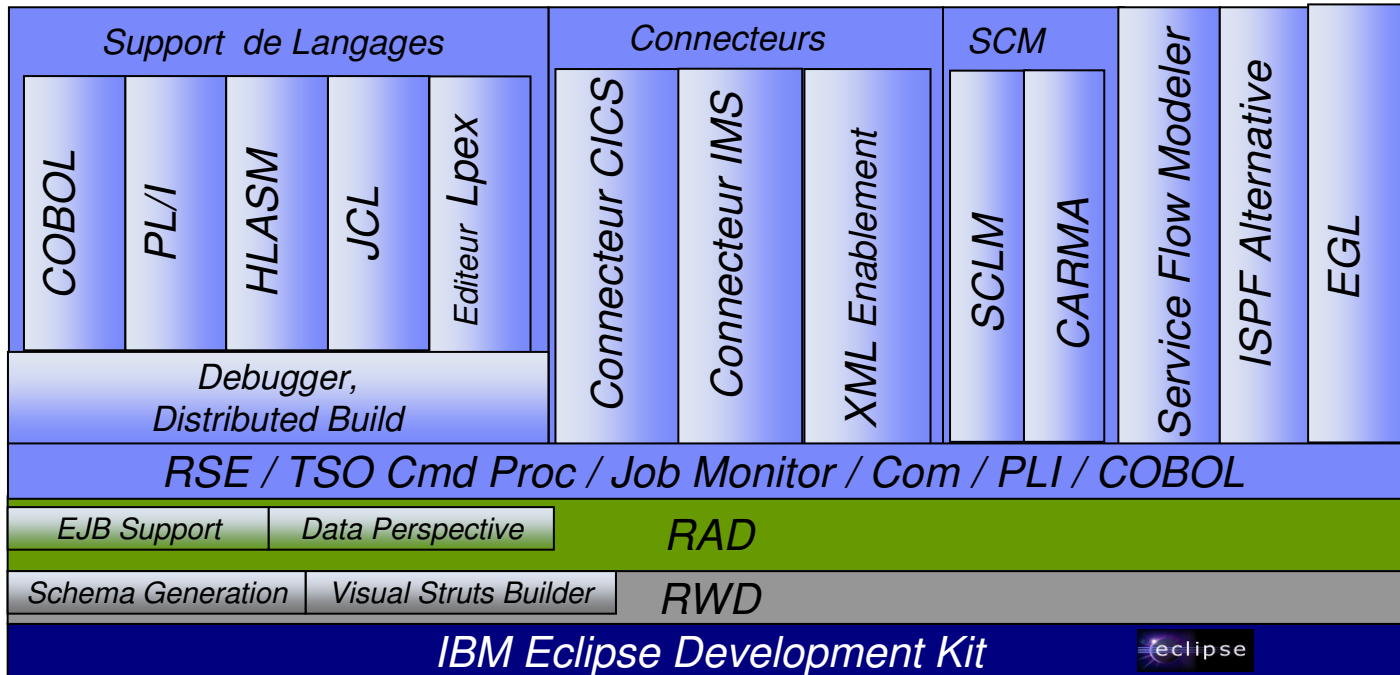 Support de Langages
COBOL
PL/I
HLASM
JCL
Editeur Lpex
Debugger,
Distributed Build
Connecteurs
Connecteur CICS
Connecteur IMS
XML Enablement
SCM
SCLM
CARMA
Service Flow Modeler
ISPF Alternative
EGL
RSE / TSO Cmd Proc / Job Monitor / Com / PLI / COBOL
EJB Support
Data Perspective
RAD
Schema Generation
Visual Struts Builder
RWD
IBM Eclipse Development Kit
eclipse